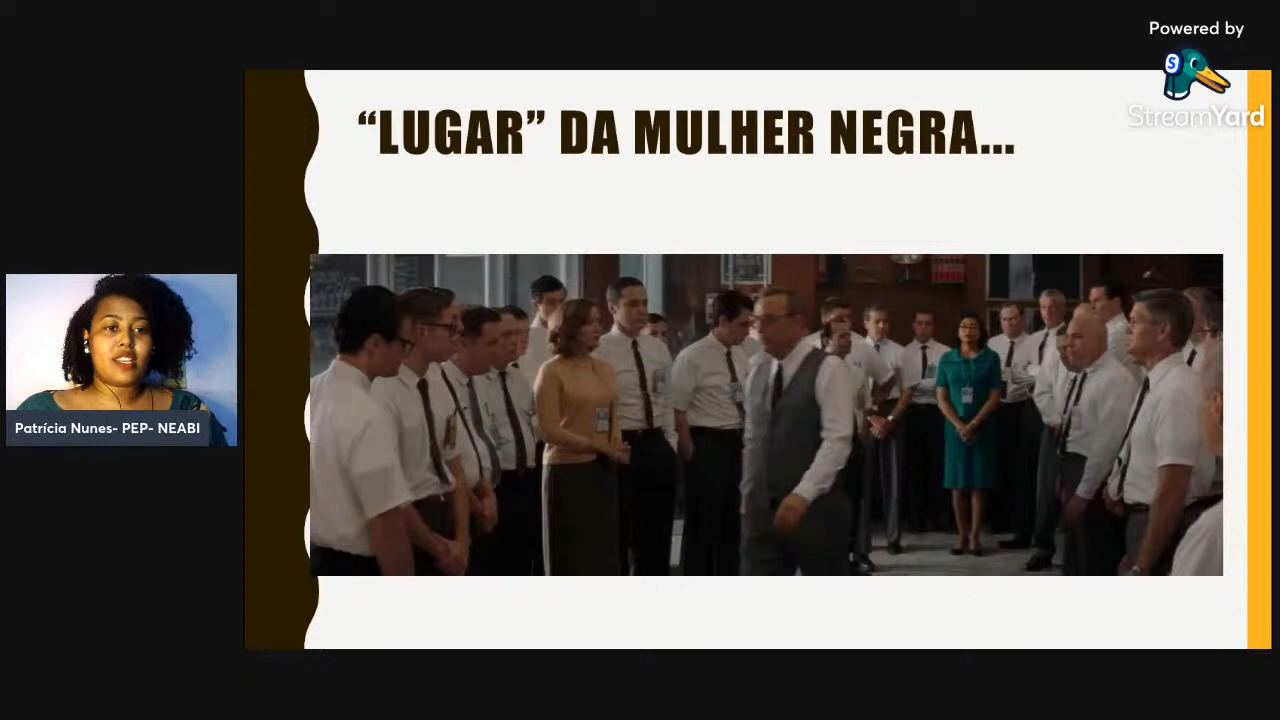 Powered by
S
StreamYard
“LUGAR” DA MULHER NEGRA...
Patrícia Nunes- PEP- NEABI